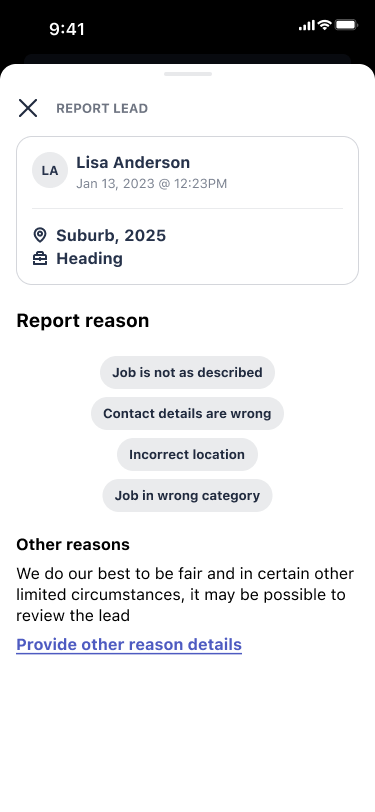 9:41
REPORT LEAD
LA
Lisa Anderson
Jan 13, 2023 @ 12:23PM
Suburb, 2025
Heading
Report reason
Job is not as described
Contact details are wrong
Incorrect location
Job in wrong category
Other reasons
We do our best to be fair and in certain other
limited circumstances, it may be possible to
review the lead
Provide other reason details